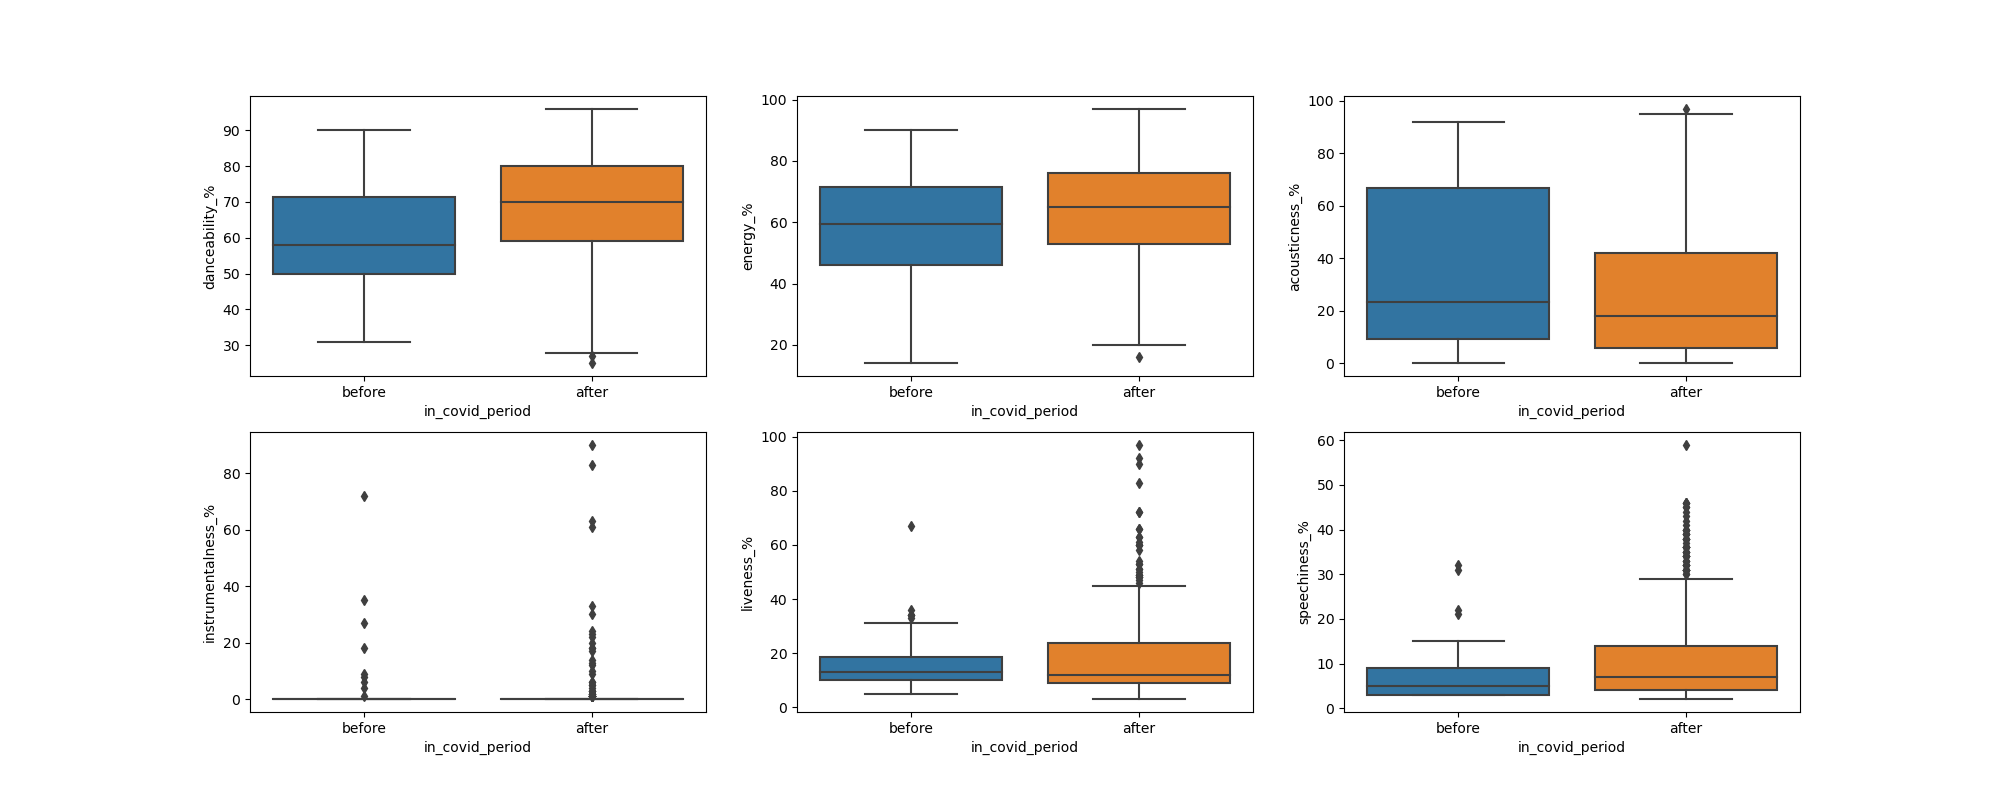 danceability_%
90
80
70
60
50
40
30
before after
in_covid_period
energy_%
100
80
60
40
20
before after
in_covid_period
acousticness_%
100
80
60
40
20
0
before after
in_covid_period
instrumentalness_%
80
60
40
20
0
before after
in_covid_period
liveness_%
100
80
60
40
20
0
before after
in_covid_period
speechiness_%
60
50
40
30
20
10
0
before after
in_covid_period